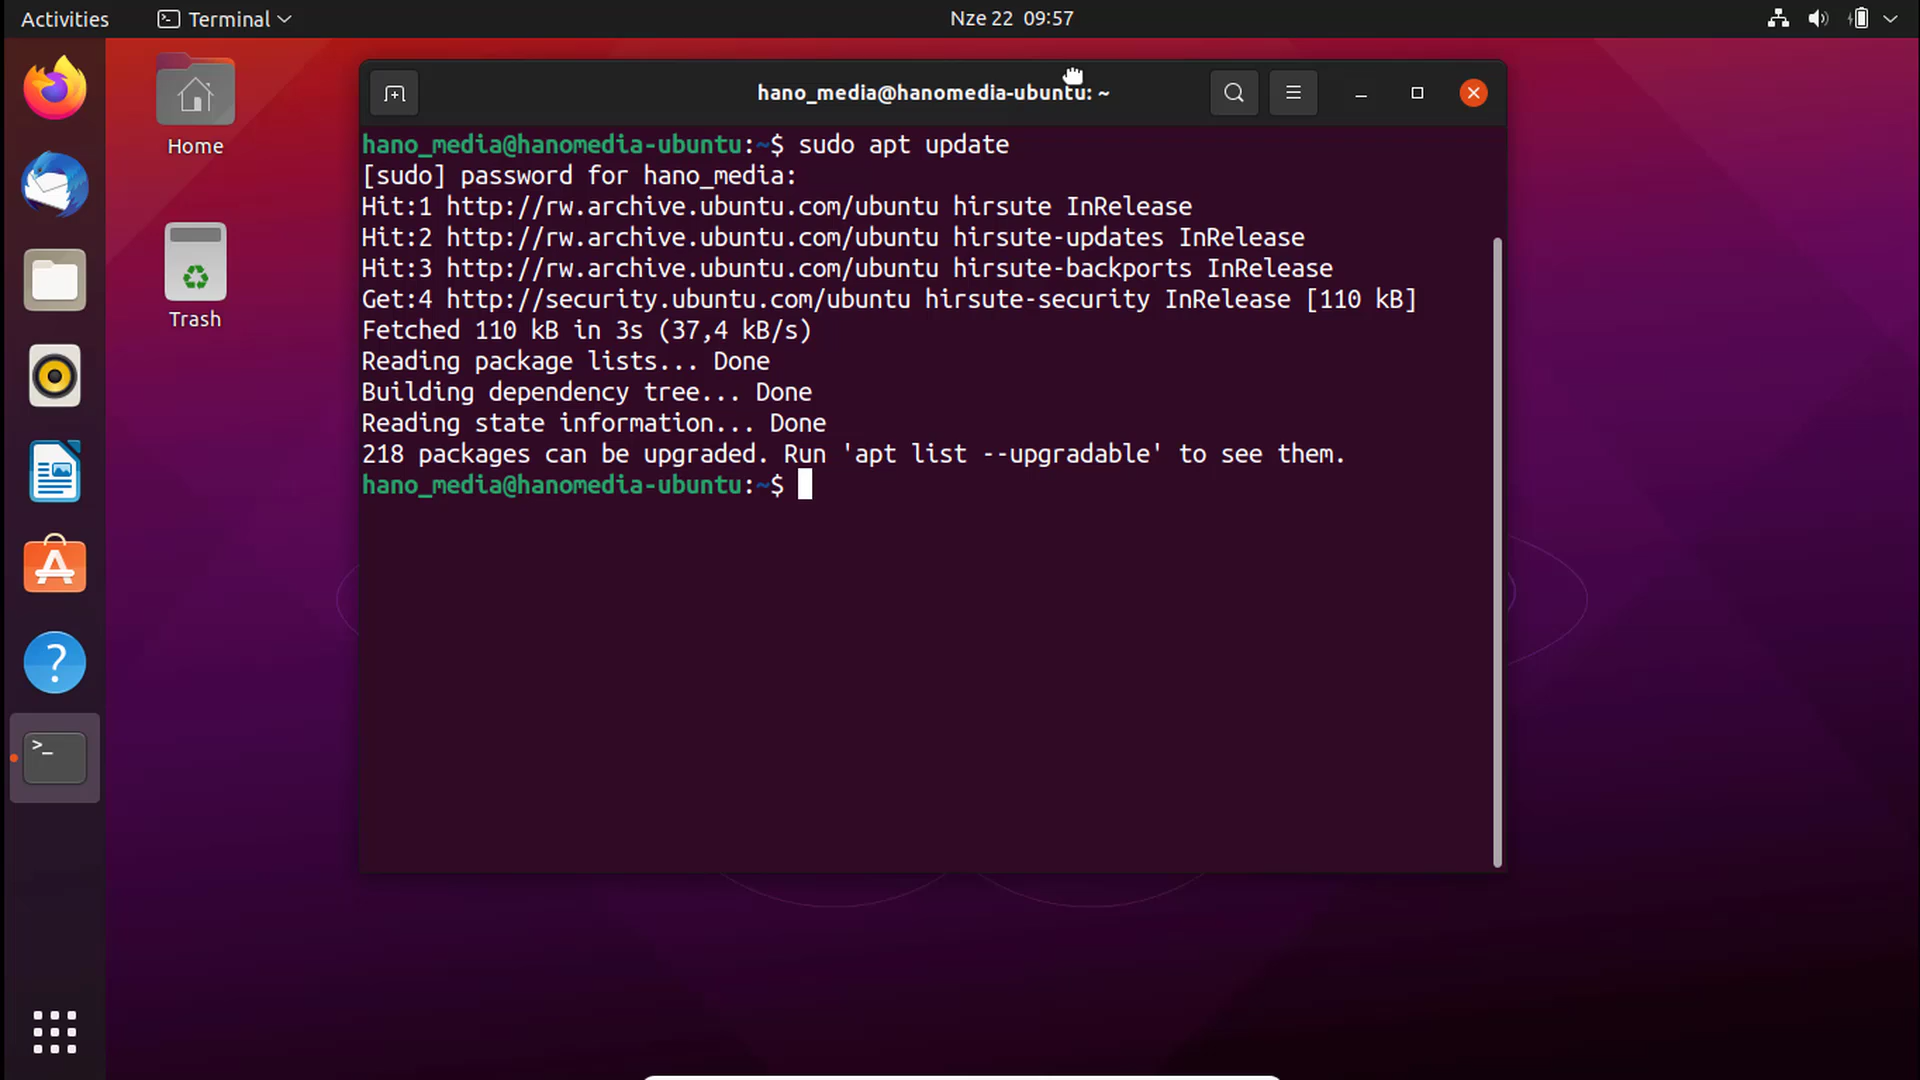 Activities
Terminal
Nze 22 09:57
Home
Trash
hano_media@hanomedia-ubuntu: ~
hano_media@hanomedia-ubuntu:~$ sudo apt update
[sudo] password for hano_media:
Hit:1 http://rw.archive.ubuntu.com/ubuntu hirsute InRelease
Hit:2 http://rw.archive.ubuntu.com/ubuntu hirsute-updates InRelease
Hit:3 http://rw.archive.ubuntu.com/ubuntu hirsute-backports InRelease
Get:4 http://security.ubuntu.com/ubuntu hirsute-security InRelease [110 kB]
Fetched 110 kB in 3s (37,4 kB/s)
Reading package lists... Done
Building dependency tree... Done
Reading state information... Done
218 packages can be upgraded. Run 'apt list --upgradable' to see them.
hano_media@hanomedia-ubuntu:~$